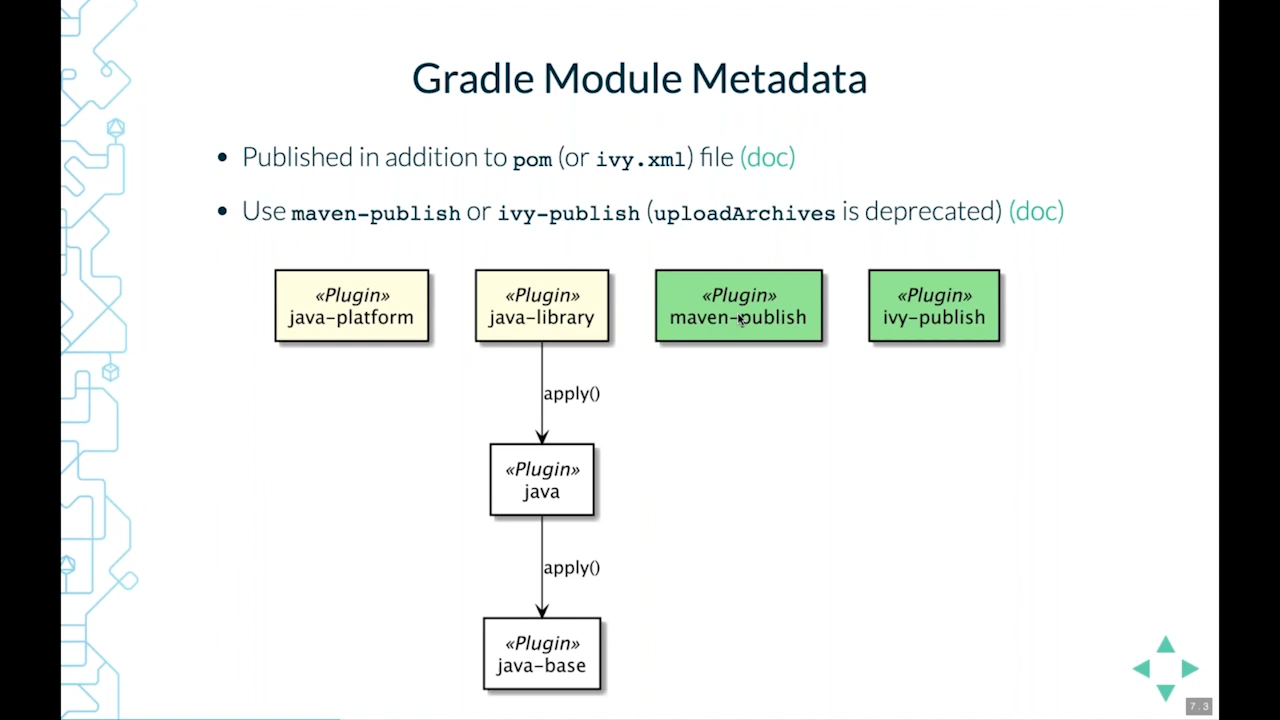 Gradle Module Metadata
• Published in addition to pom (or ivy.xml) file (doc)
• Use maven-publish or ivy-publish (uploadArchives is deprecated) (doc)
«Plugin»
java-platform
«Plugin»
java-library
«Plugin»
maven-publish
«Plugin»
ivy-publish
apply()
«Plugin»
java
apply()
«Plugin»
java-base
7.3